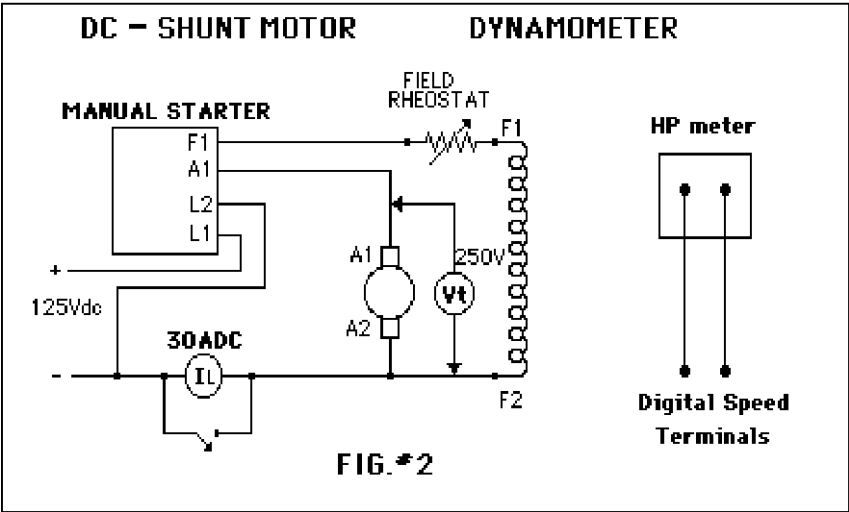 DC - SHUNT MOTOR
DYNAMOMETER
FIELD
RHEOSTAT
MANUAL STARTER
F1
A1
L2
L1
F1
HP meter
+
125Vdc
-
A1
A2
250V
Vt
30ADC
IL
F2
Digital Speed
Terminals
FIG.#2